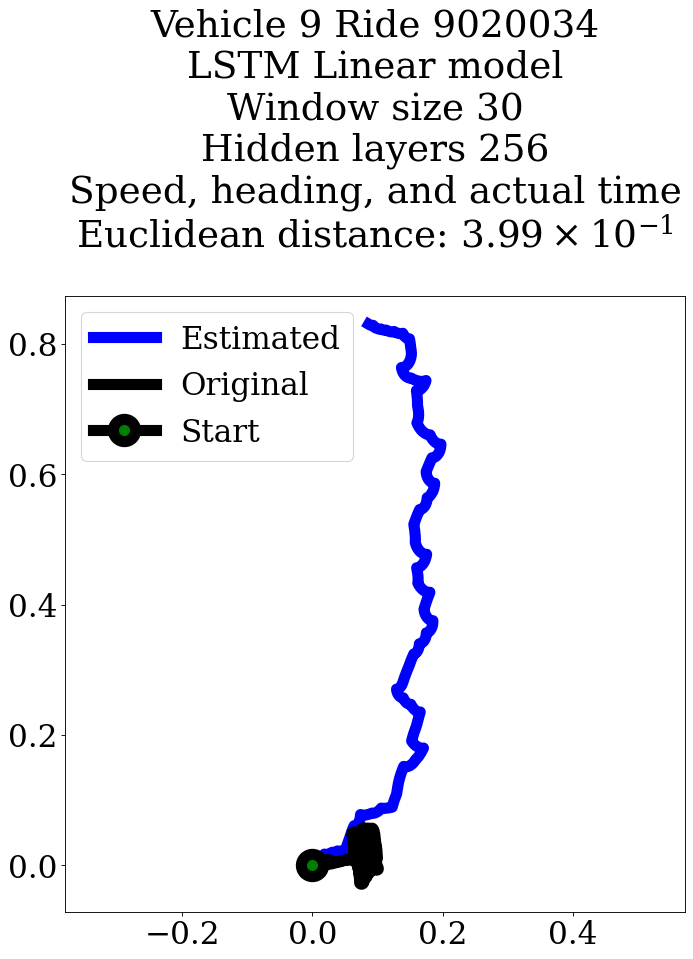 Vehicle 9 Ride 9020034
LSTM Linear model
Window size 30
Hidden layers 256
Speed, heading, and actual time
Euclidean distance: 3.99 × 10⁻¹
Estimated
Original
Start
0.8
0.6
0.4
0.2
0.0
−0.2 0.0 0.2 0.4